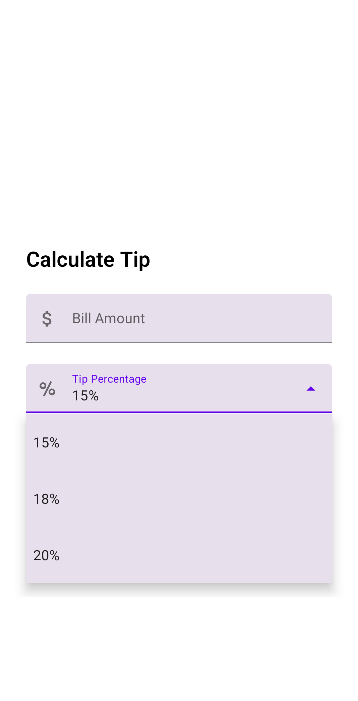 Calculate Tip
$ Bill Amount
Tip Percentage
% 15%
15%
18%
20%